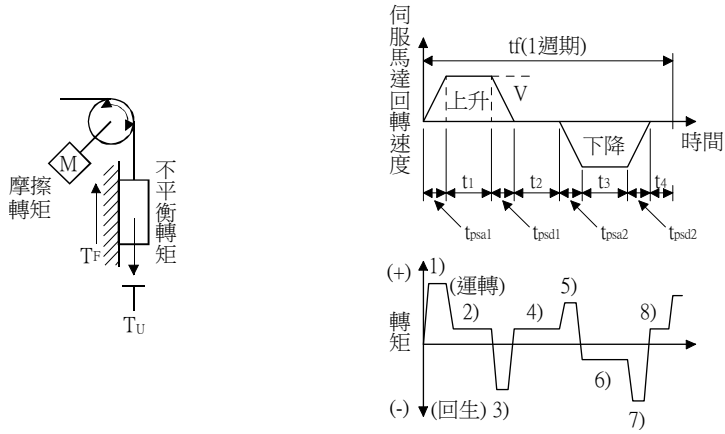 M
摩擦
轉矩
TF
不平衡轉矩
TU
伺服馬達回轉速度
tf(1週期)
上升
V
下降
時間
t1
t2
t3
t4
tpsa1
tpsd1
tpsa2
tpsd2
(+)
轉矩
(-)
1)
(運轉)
2)
(回生) 3)
4)
5)
6)
7)
8)